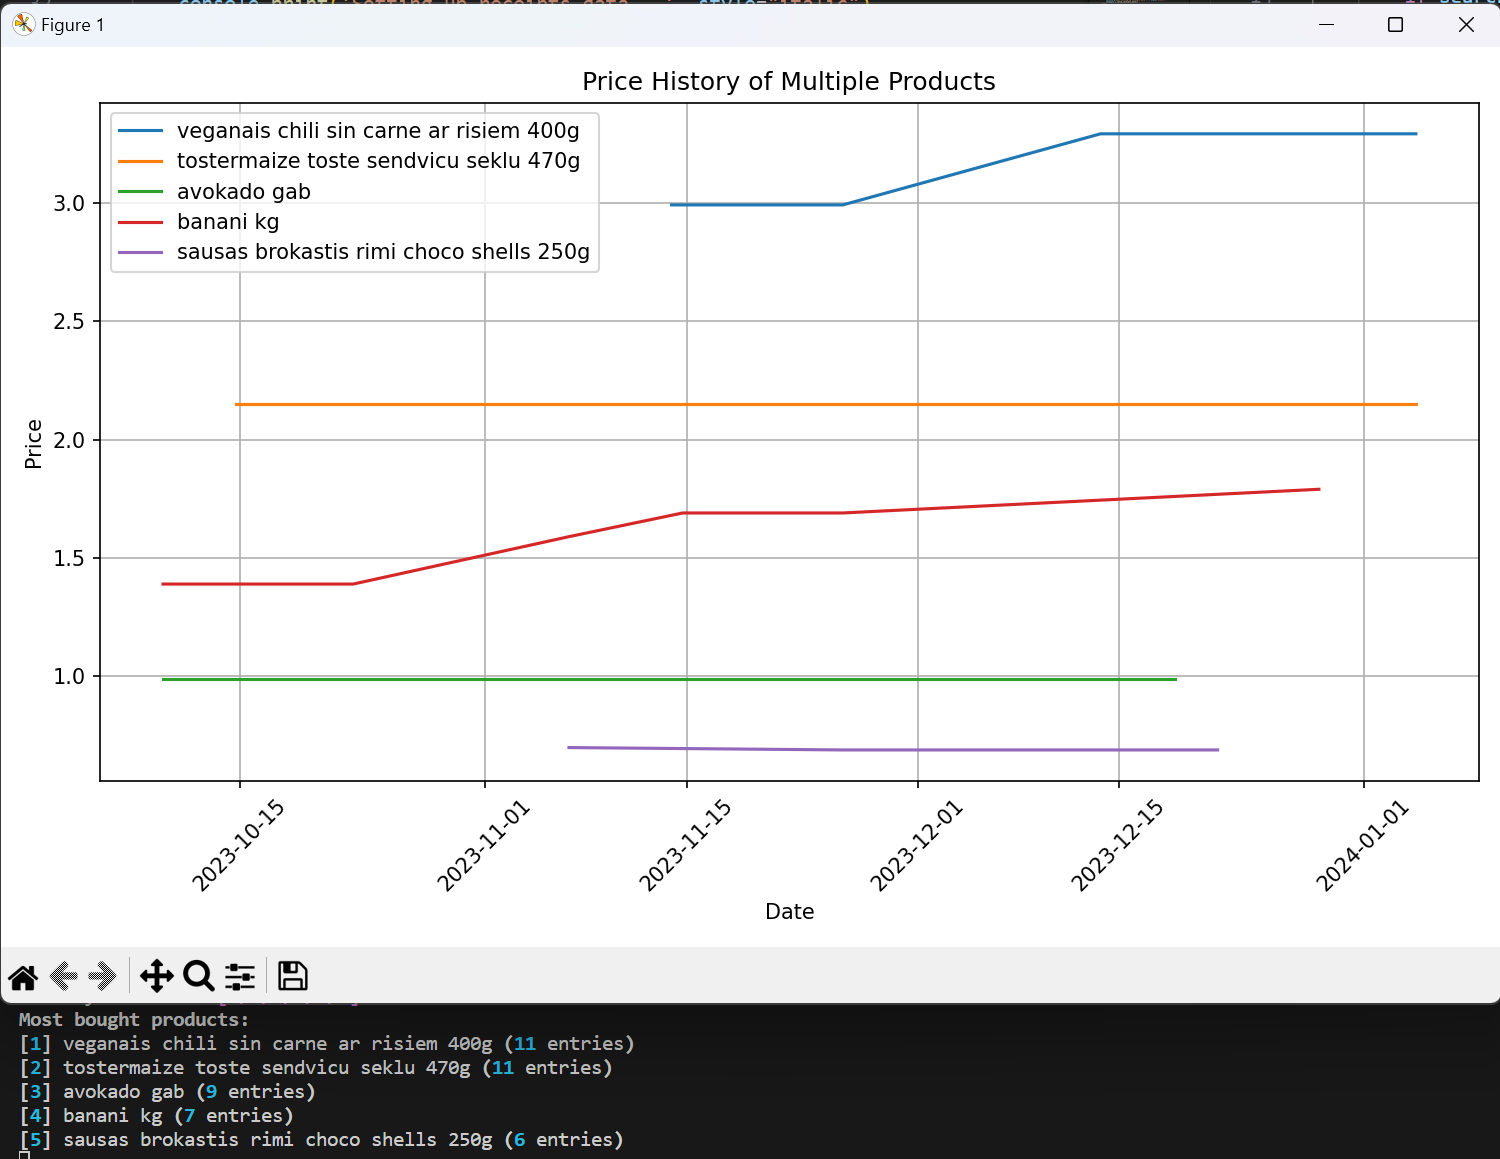 Figure 1
Price History of Multiple Products
veganais chili sin carne ar risiem 400g
tostermaize toste sendvicu seklu 470g
avokado gab
banani kg
sausas brokastis rimi choco shells 250g
3.0
2.5
2.0
1.5
1.0
Price
2023-10-15
2023-11-01
2023-11-15
2023-12-01
2023-12-15
2024-01-01
Date
Most bought products:
[1] veganais chili sin carne ar risiem 400g (11 entries)
[2] tostermaize toste sendvicu seklu 470g (11 entries)
[3] avokado gab (9 entries)
[4] banani kg (7 entries)
[5] sausas brokastis rimi choco shells 250g (6 entries)